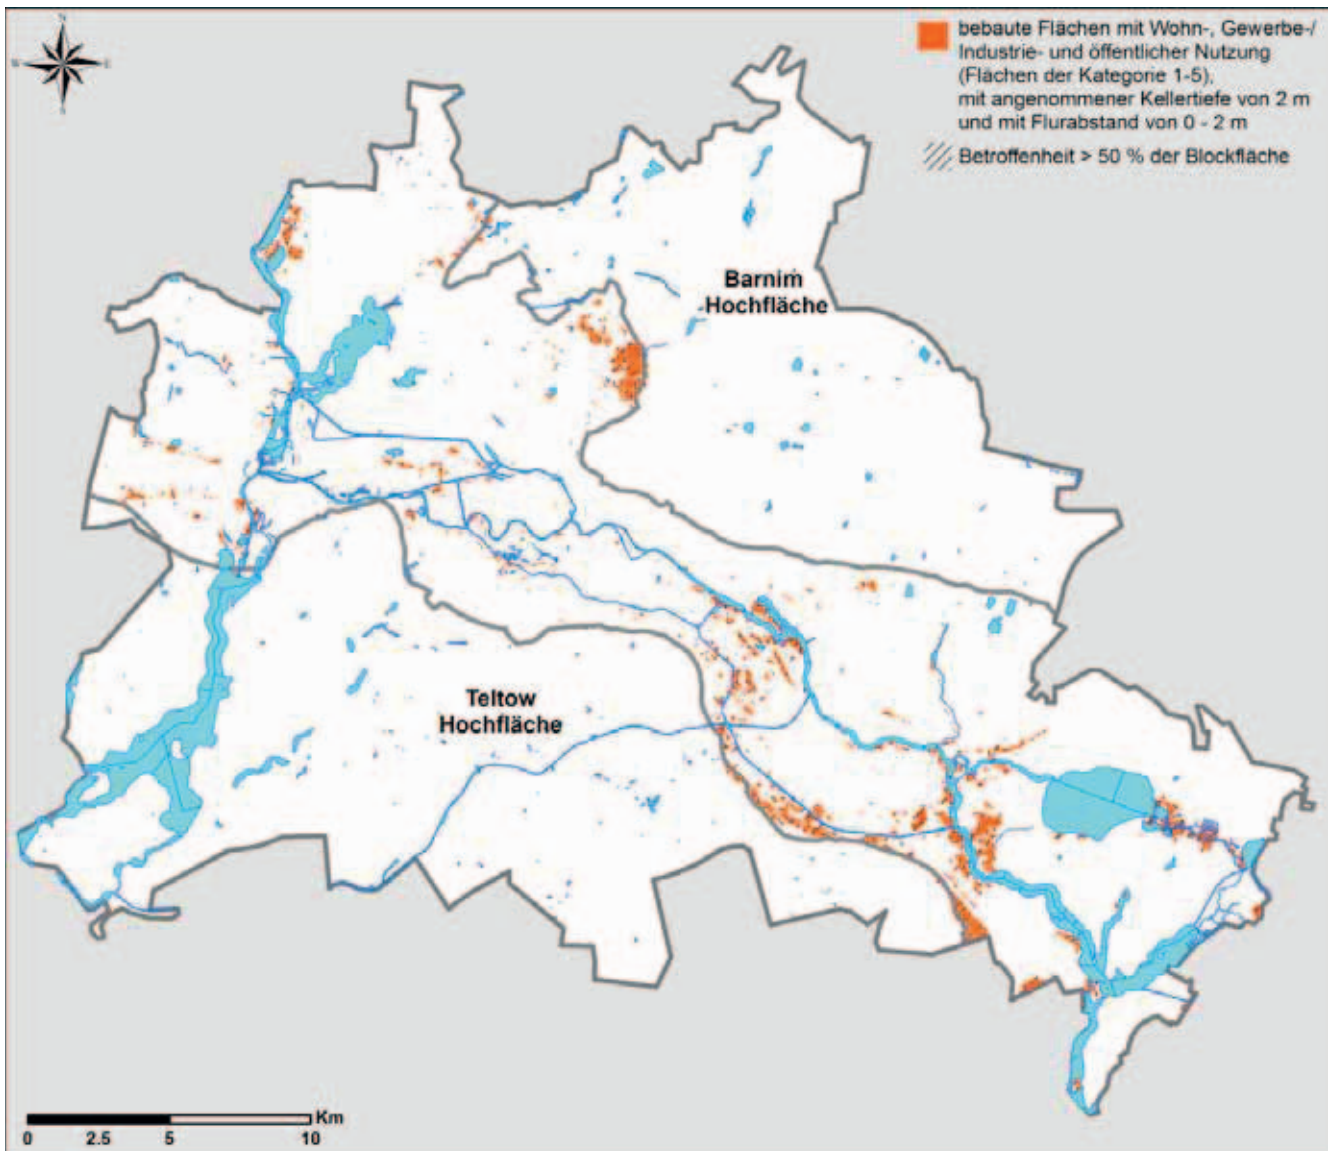 N
bebaute Flächen mit Wohn-, Gewerbe-/
Industrie- und öffentlicher Nutzung
(Flächen der Kategorie 1-5),
mit angenommener Kellertiefe von 2 m
und mit Flurabstand von 0 - 2 m
Betroffenheit > 50 % der Blockfläche
Barnim
Hochfläche
Teltow
Hochfläche
Km
0 2.5 5 10